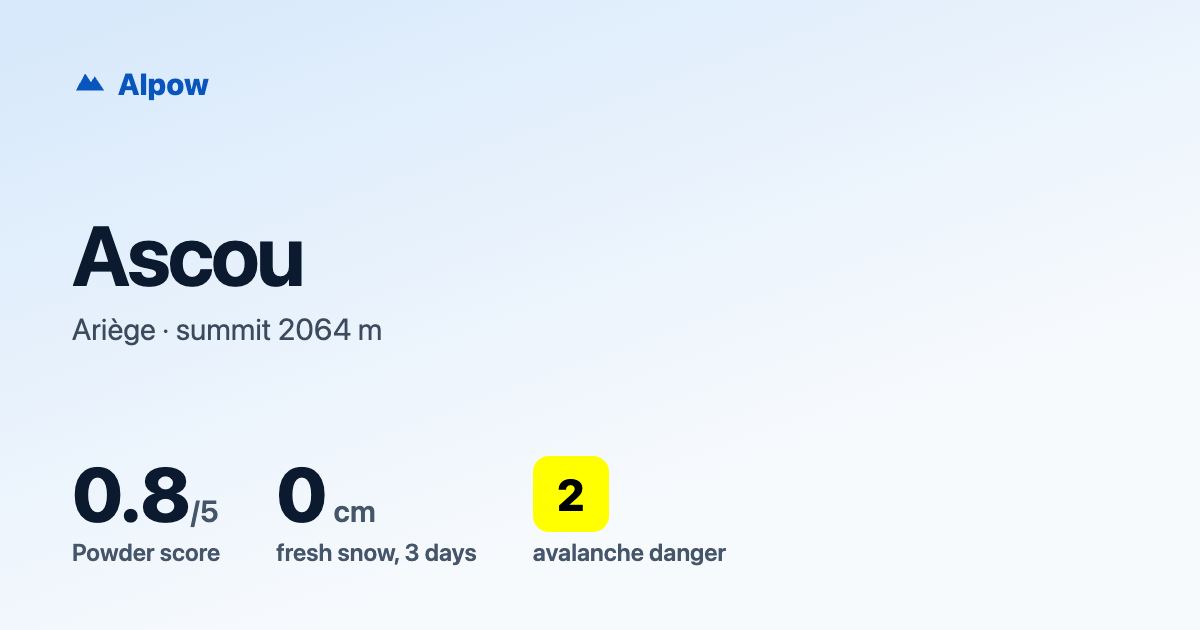 Alpow
Ascou
Ariège · summit 2064 m
0.8/5
Powder score
0 cm
fresh snow, 3 days
2
avalanche danger